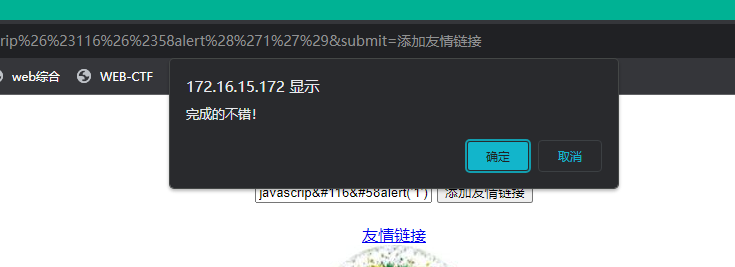 rip%26%23116%26%2358alert%28%271%27%29&submit=添加友情链接
web综合 WEB-CTF
172.16.15.172 显示
完成的不错!
确定 取消
javascrip&#116&#58alert('1') 添加友情链接
友情链接